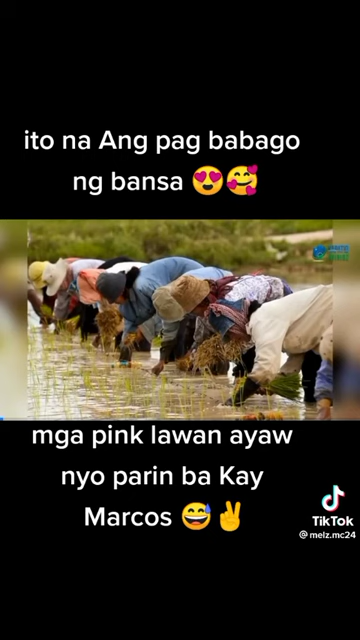 ito na Ang pag babago
ng bansa 😍🥰
mga pink lawan ayaw
nyo parin ba Kay
Marcos 😅✌️
TikTok
@melz.mc24